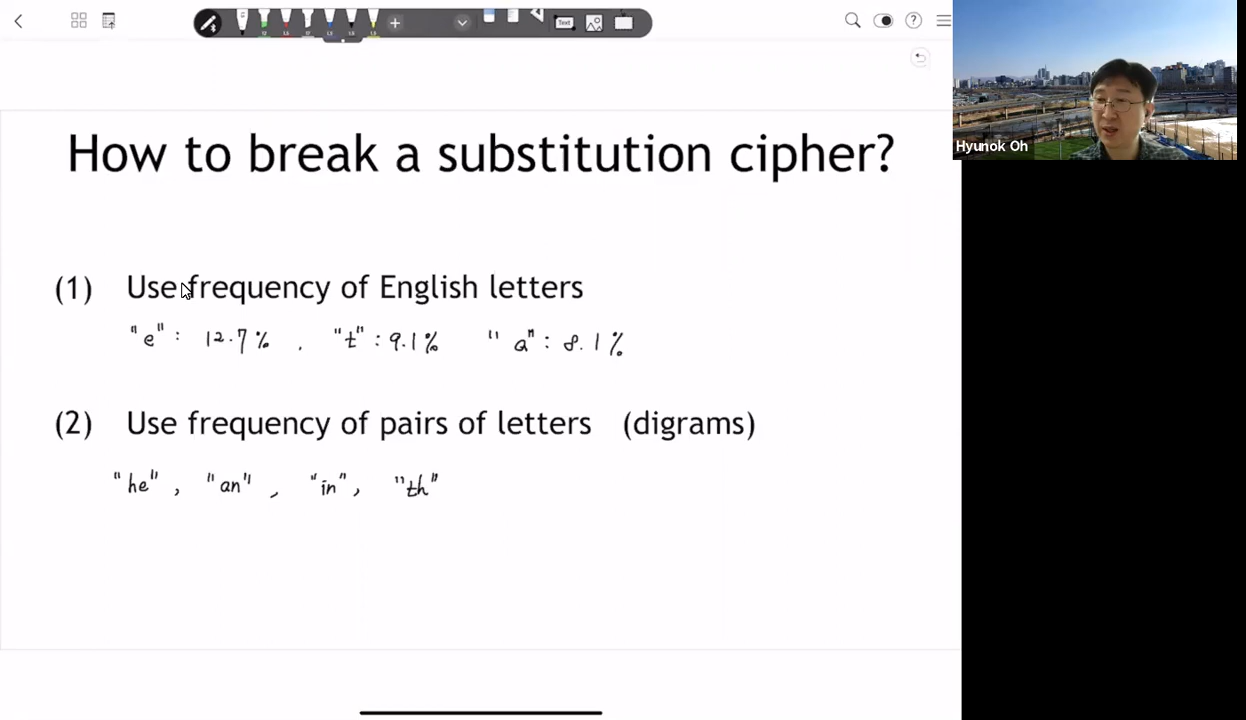 Text
Hyunok Oh
How to break a substitution cipher?
(1) Use frequency of English letters
"e" : 12.7% , "t" : 9.1% "a" : 8.1%
(2) Use frequency of pairs of letters (digrams)
"he" , "an" , "in" , "th"